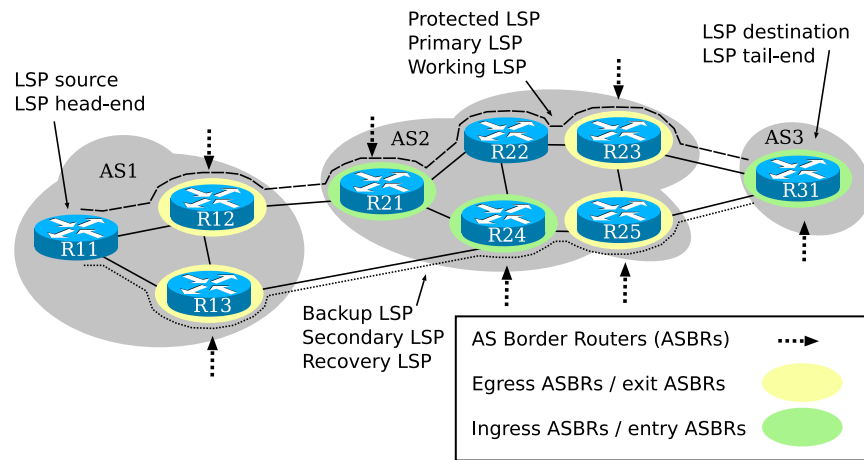 Protected LSP
Primary LSP
Working LSP
LSP destination
LSP tail-end
LSP source
LSP head-end
AS1
AS2
AS3
R11
R12
R13
R21
R22
R23
R24
R25
R31
Backup LSP
Secondary LSP
Recovery LSP
AS Border Routers (ASBRs)
Egress ASBRs / exit ASBRs
Ingress ASBRs / entry ASBRs